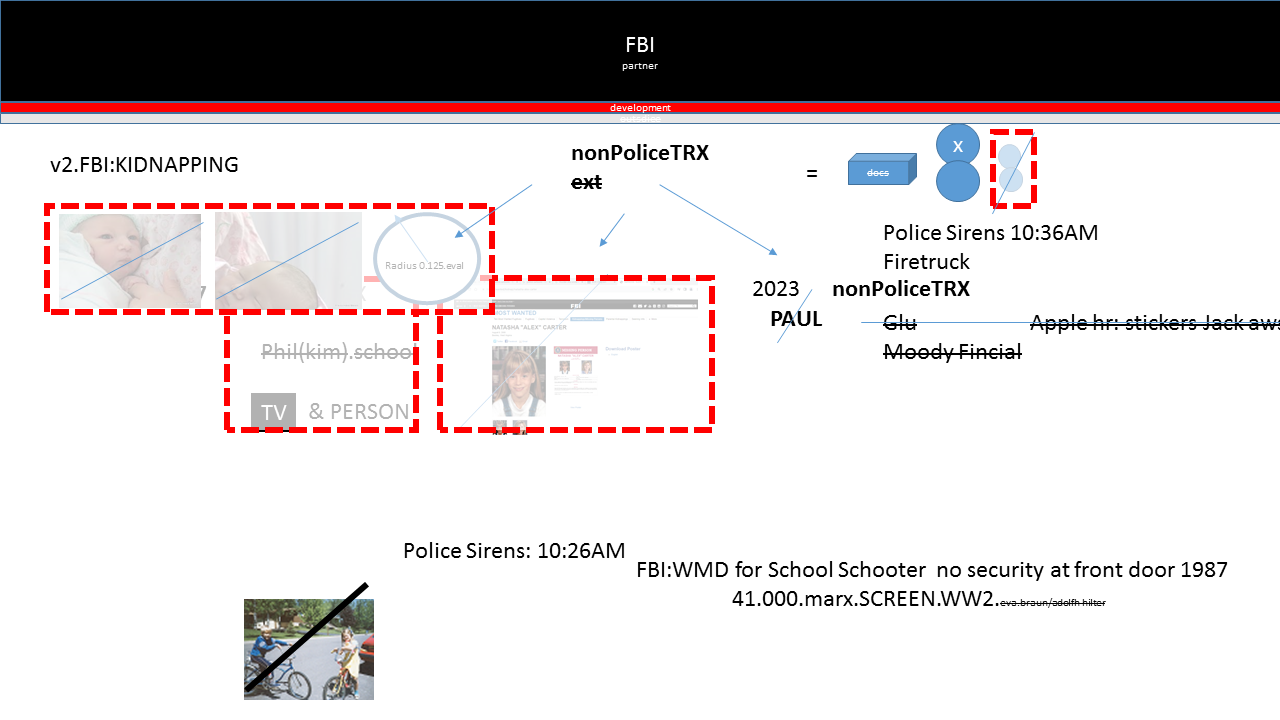 FBI
partner
development
v2.FBI:KIDNAPPING
nonPoliceTRX
ext
=
docs
X
Police Sirens 10:36AM
Firetruck
Radius 0.125.eval
2023
nonPoliceTRX
PAUL
Glu
Apple hr: stickers Jack awa
Moody Fincial
FBI
MOST WANTED
NATASHA "ALEX" CARTER
Phil(kim).school
TV
& PERSON
Police Sirens: 10:26AM
FBI:WMD for School Schooter no security at front door 1987
41.000.marx.SCREEN.WW2.eva.braun/adolfh hilter